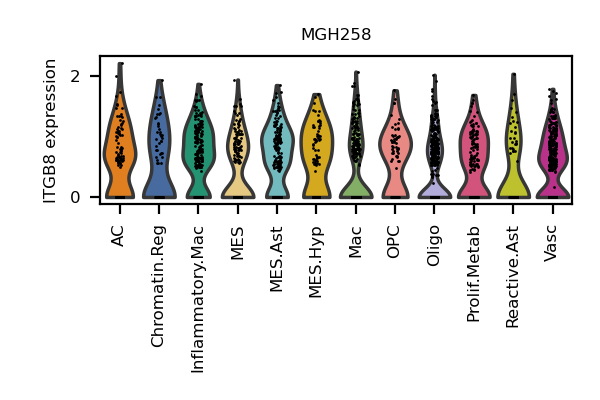 MGH258
ITGB8 expression
2
0
AC
Chromatin.Reg
Inflammatory.Mac
MES
MES.Ast
MES.Hyp
Mac
OPC
Oligo
Prolif.Metab
Reactive.Ast
Vasc